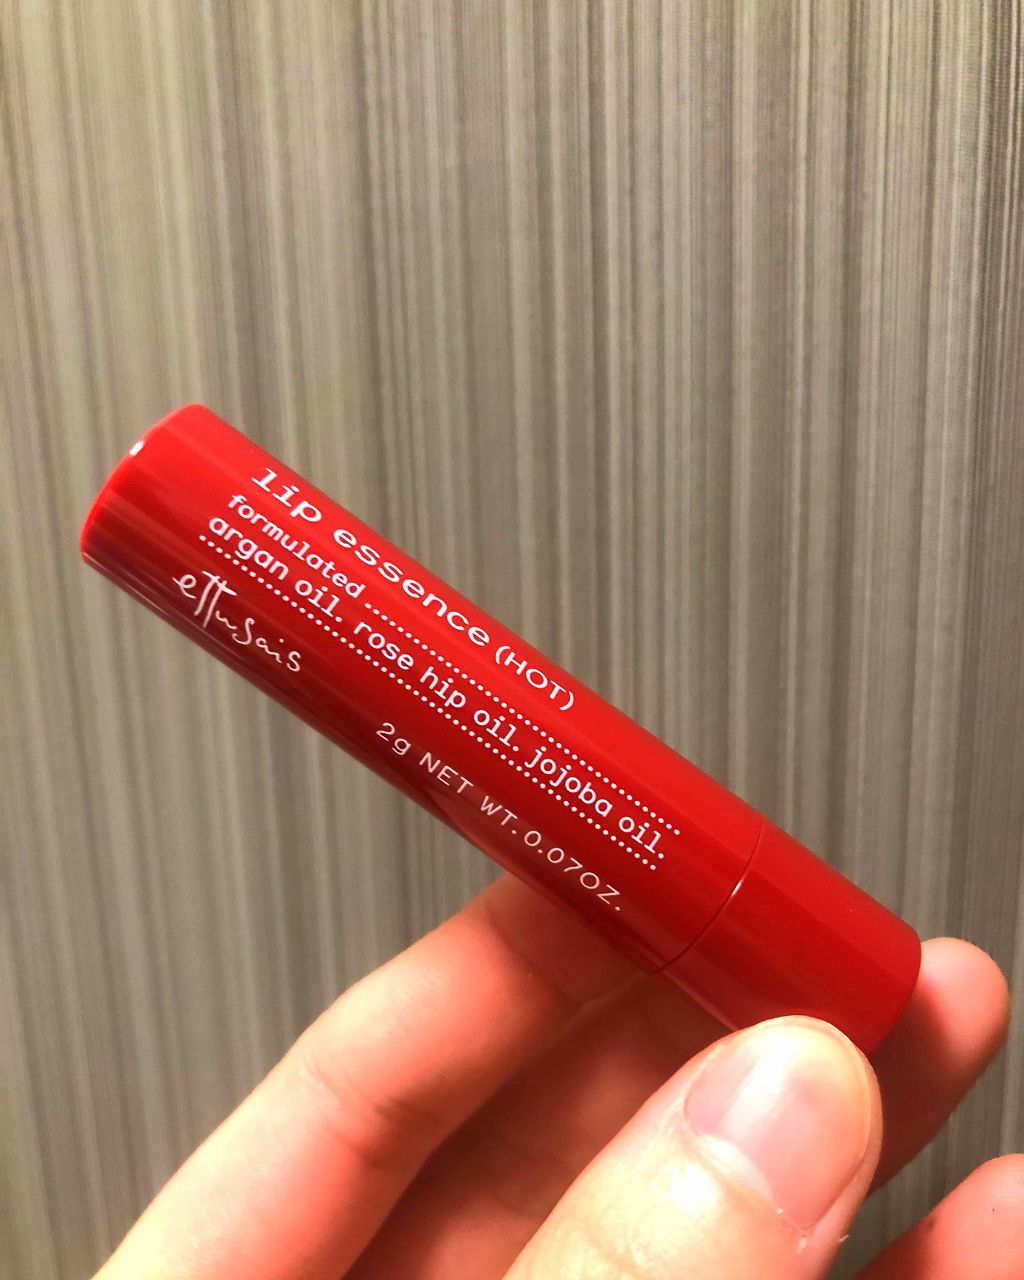 lip essence (HOT)
formulated
argan oil. rose hip oil. jojoba oil.
ettusais
2g NET WT.0.07OZ.